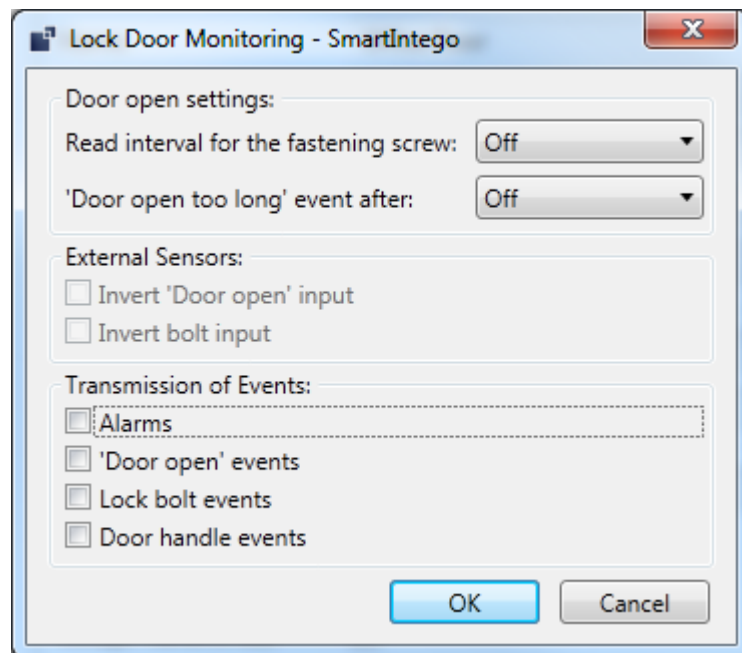 Lock Door Monitoring - SmartIntego
Door open settings:
Read interval for the fastening screw: Off
'Door open too long' event after: Off
External Sensors:
Invert 'Door open' input
Invert bolt input
Transmission of Events:
Alarms
'Door open' events
Lock bolt events
Door handle events
OK Cancel